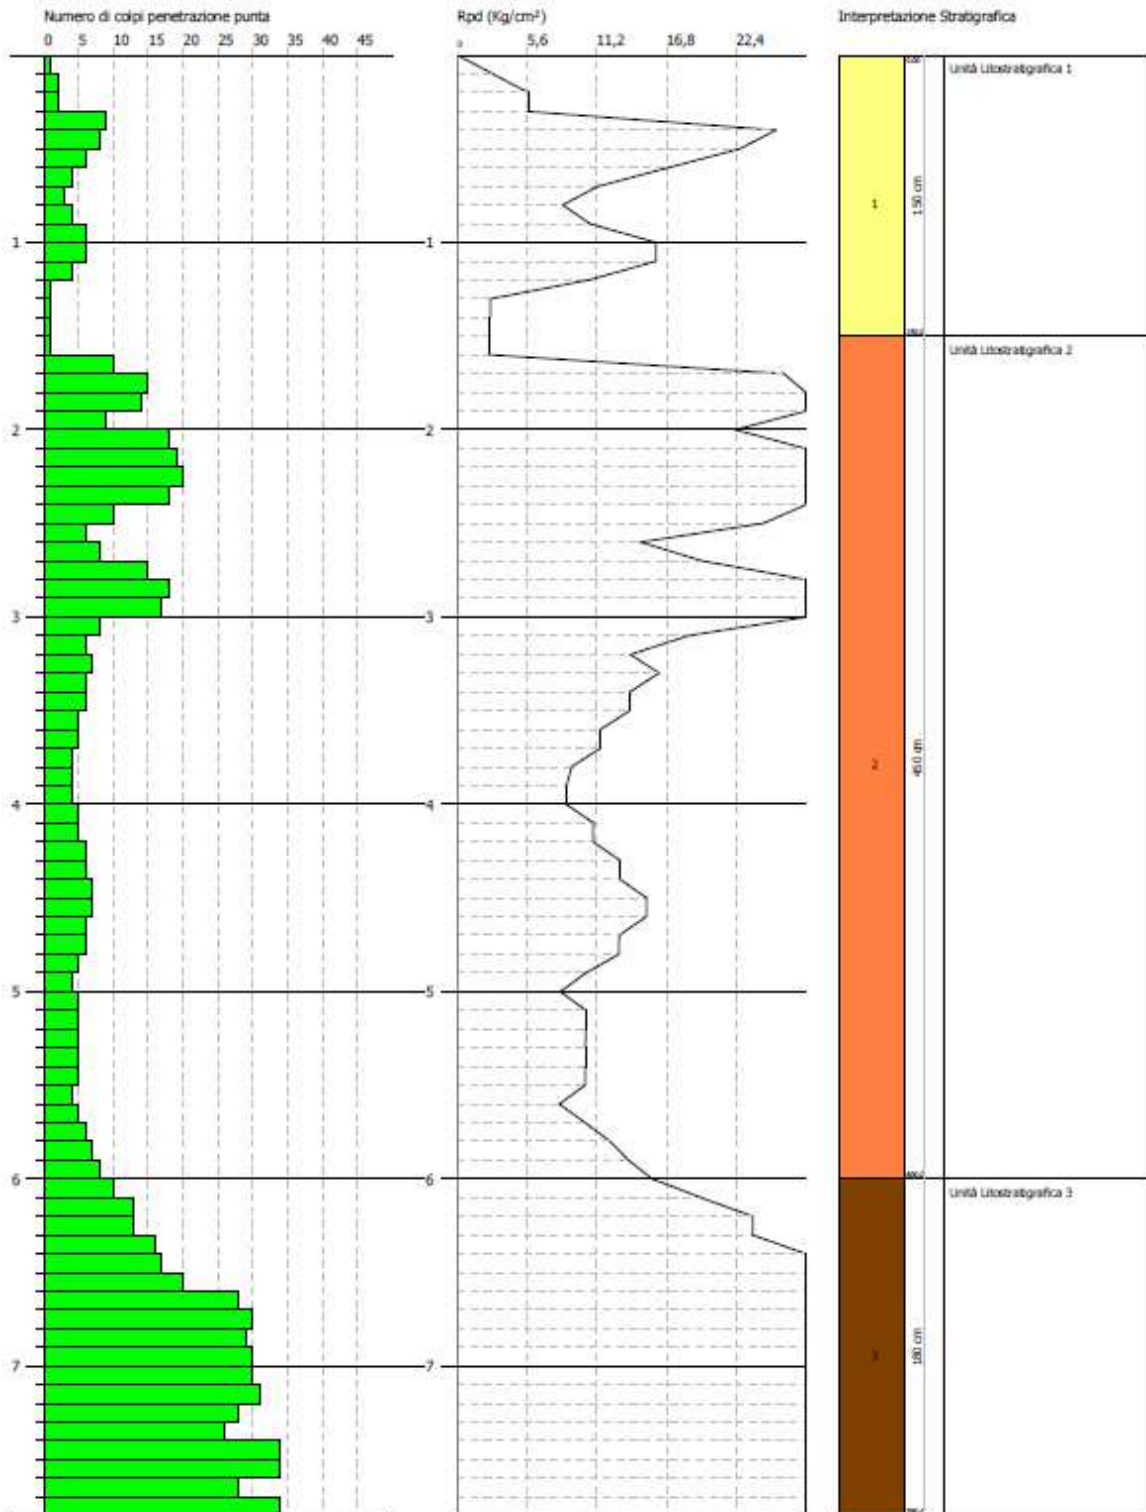 Numero di colpi penetrazione punta
0 5 10 15 20 25 30 35 40 45
1
2
3
4
5
6
7
Rpd (Kg/cm²)
0 5,6 11,2 16,8 22,4
1
2
3
4
5
6
7
Interpretazione Stratigrafica
1
150 cm
Unità Litostratigrafica 1
2
450 cm
Unità Litostratigrafica 2
3
180 cm
Unità Litostratigrafica 3